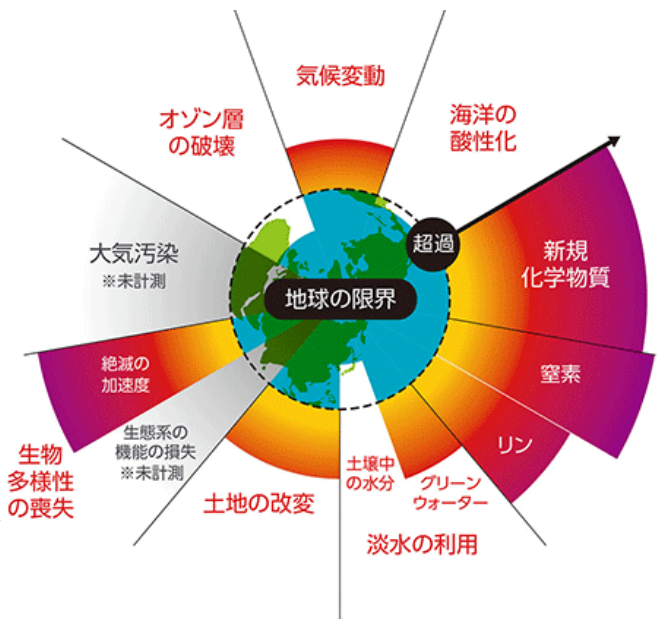 気候変動
オゾン層
の破壊
海洋の
酸性化
超過
大気汚染
※未計測
新規
化学物質
地球の限界
絶滅の
加速度
窒素
生態系の
機能の損失
※未計測
リン
生物
多様性
の喪失
土地の改変
土壌中
の水分
グリーン
ウォーター
淡水の利用